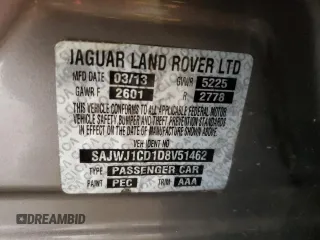 JAGUAR LAND ROVER LTD
MFD DATE 03/13 GVWR 5225
GAWR F 2601 R 2778
THIS VEHICLE CONFORMS TO ALL APPLICABLE FEDERAL MOTOR
VEHICLE SAFETY, BUMPER, AND THEFT PREVENTION STANDARDS
IN EFFECT ON THE DATE OF MANUFACTURE SHOWN ABOVE
VEH IDENT NO
SAJWJ1CD1D8V51462
TYPE PASSENGER CAR
PAINT PEC TRIM AAA
DREAMBID